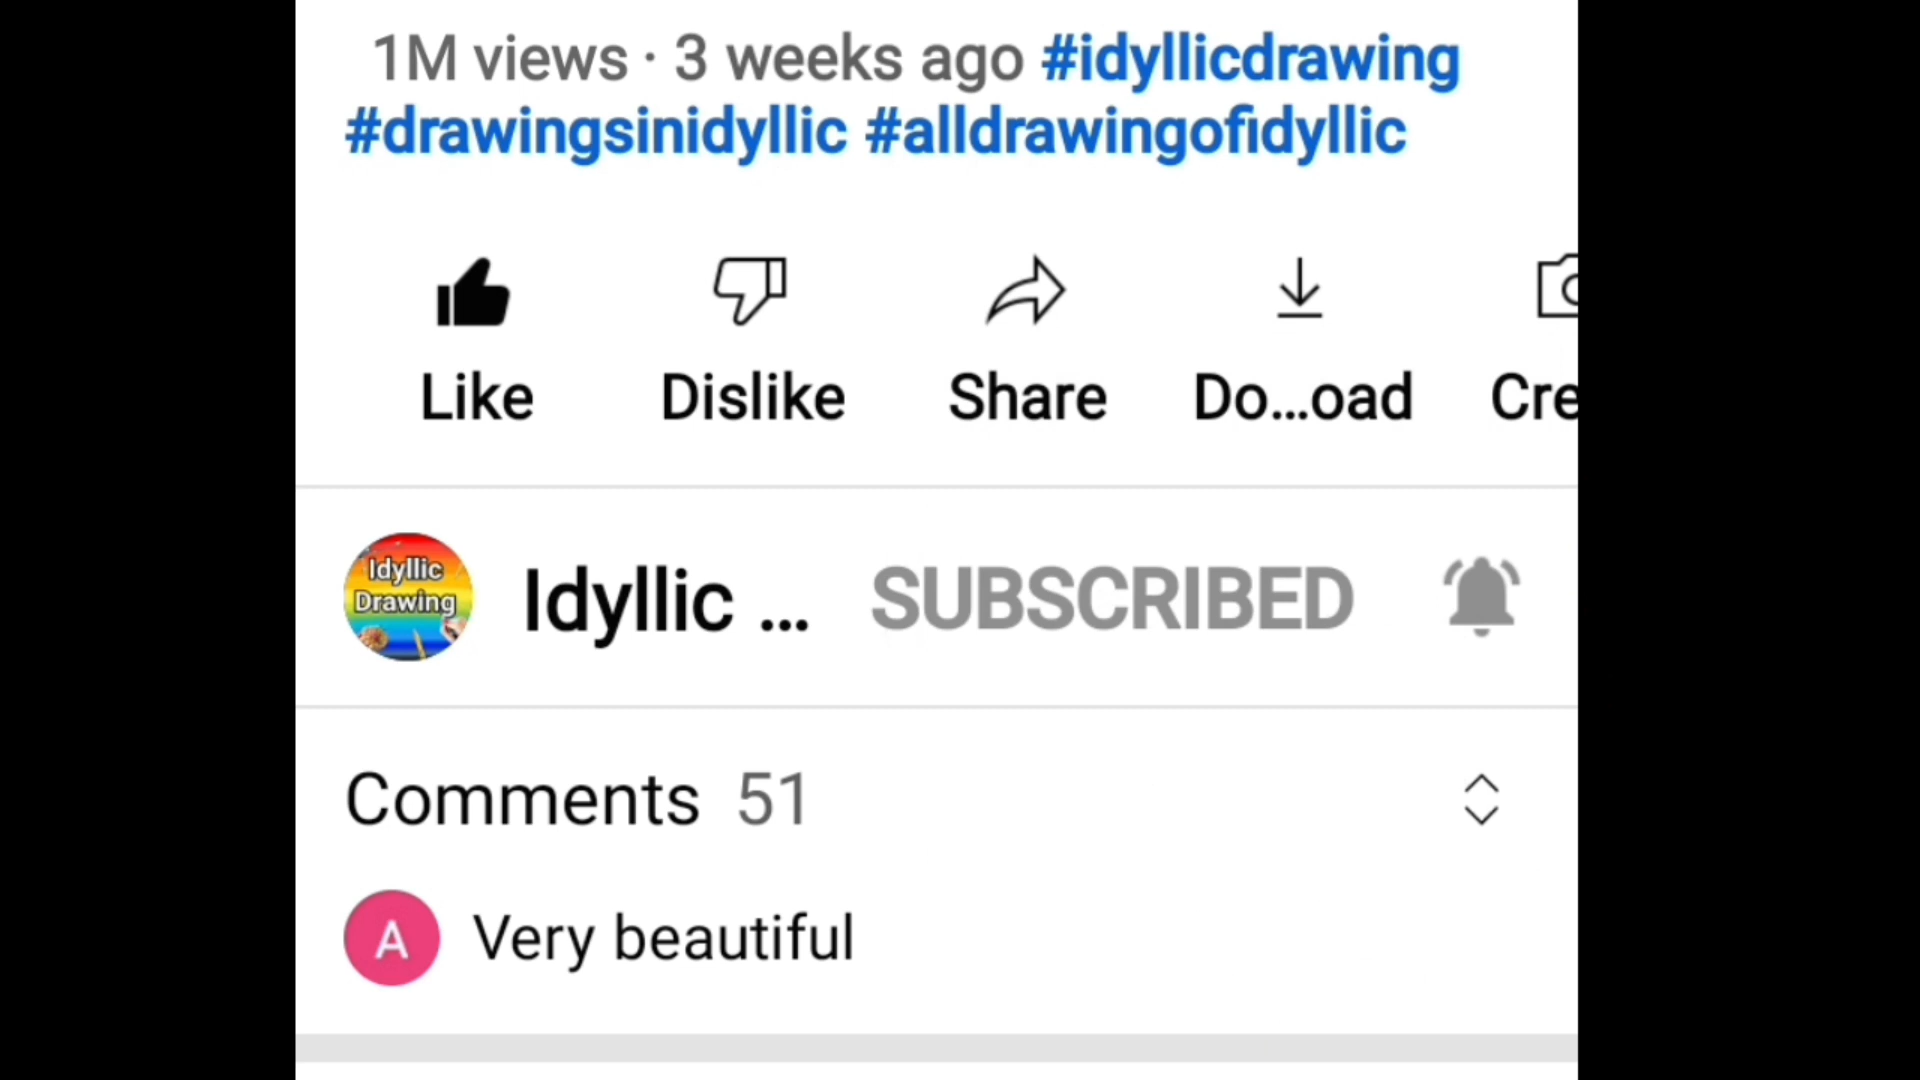 1M views · 3 weeks ago #idyllicdrawing
#drawingsinidyllic #alldrawingofidyllic
Like Dislike Share Do...oad Cre
Idyllic
Drawing
Idyllic ... SUBSCRIBED
Comments 51
A Very beautiful